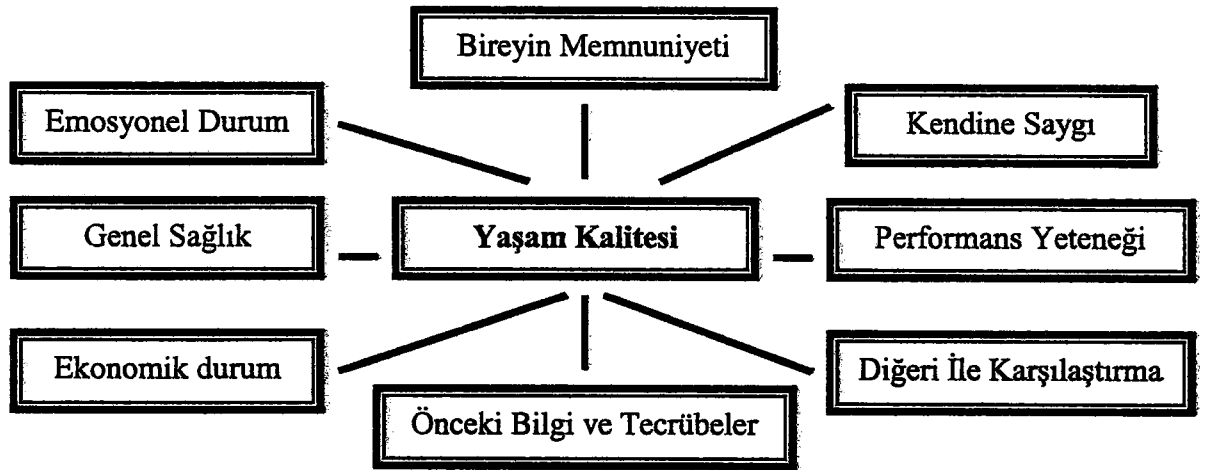 Bireyin Memnuniyeti
Emosyonel Durum
Kendine Saygı
Genel Sağlık
Yaşam Kalitesi
Performans Yeteneği
Ekonomik durum
Diğeri İle Karşılaştırma
Önceki Bilgi ve Tecrübeler